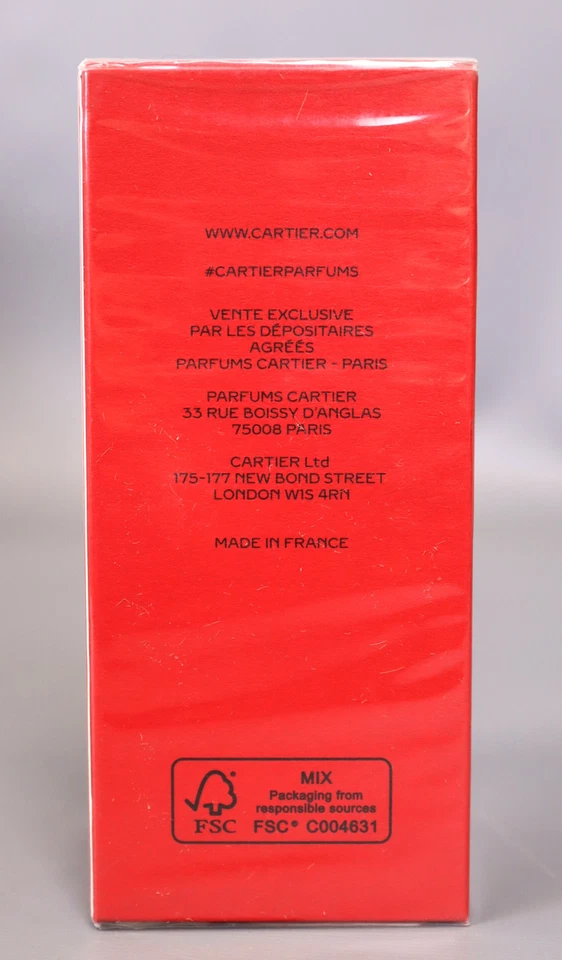 WWW.CARTIER.COM
#CARTIERPARFUMS
VENTE EXCLUSIVE
PAR LES DÉPOSITAIRES
AGRÉÉS
PARFUMS CARTIER - PARIS
PARFUMS CARTIER
33 RUE BOISSY D'ANGLAS
75008 PARIS
CARTIER Ltd
175-177 NEW BOND STREET
LONDON W1S 4RN
MADE IN FRANCE
MIX
Packaging from
responsible sources
FSC FSC® C004631